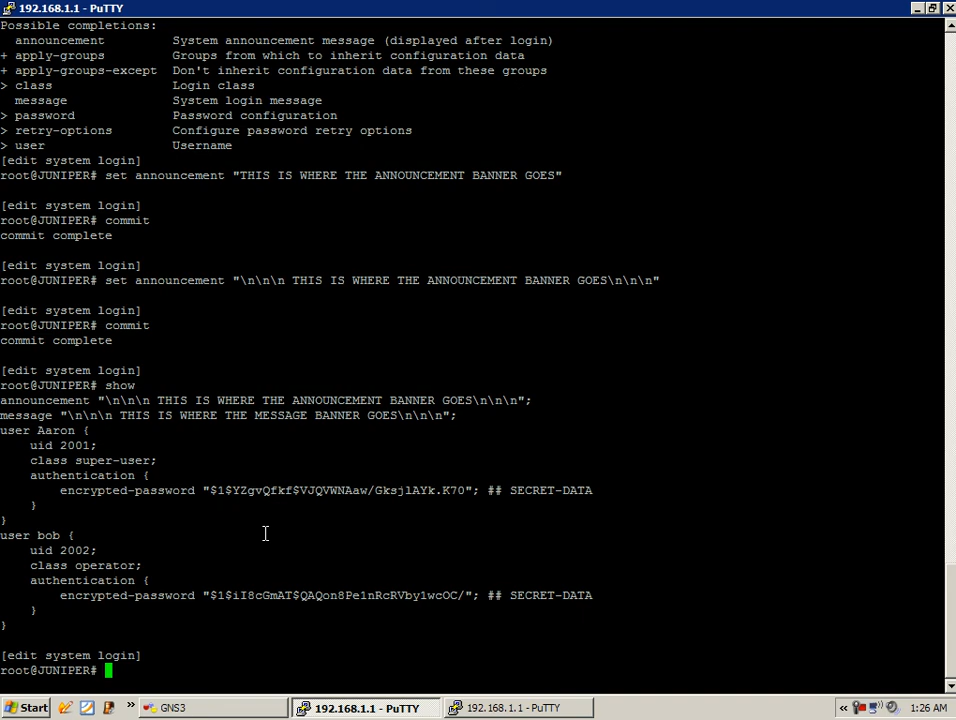 192.168.1.1 - PuTTY
Possible completions:
  announcement         System announcement message (displayed after login)
+ apply-groups         Groups from which to inherit configuration data
+ apply-groups-except  Don't inherit configuration data from these groups
> class                Login class
  message              System login message
> password             Password configuration
> retry-options        Configure password retry options
> user                 Username
[edit system login]
root@JUNIPER# set announcement "THIS IS WHERE THE ANNOUNCEMENT BANNER GOES"
[edit system login]
root@JUNIPER# commit
commit complete
[edit system login]
root@JUNIPER# set announcement "\n\n\n THIS IS WHERE THE ANNOUNCEMENT BANNER GOES\n\n\n"
[edit system login]
root@JUNIPER# commit
commit complete
[edit system login]
root@JUNIPER# show
announcement "\n\n\n THIS IS WHERE THE ANNOUNCEMENT BANNER GOES\n\n\n";
message "\n\n\n THIS IS WHERE THE MESSAGE BANNER GOES\n\n\n";
user Aaron {
    uid 2001;
    class super-user;
    authentication {
        encrypted-password "$1$YZgvQfkf$VJQVWNAaw/GksjlAYk.K70"; ## SECRET-DATA
    }
}
user bob {
    uid 2002;
    class operator;
    authentication {
        encrypted-password "$1$iI8cGmAT$QAQon8Pe1nRcRVby1wcOC/"; ## SECRET-DATA
    }
}
[edit system login]
root@JUNIPER#
Start » GNS3 192.168.1.1 - PuTTY 192.168.1.1 - PuTTY « 1:26 AM